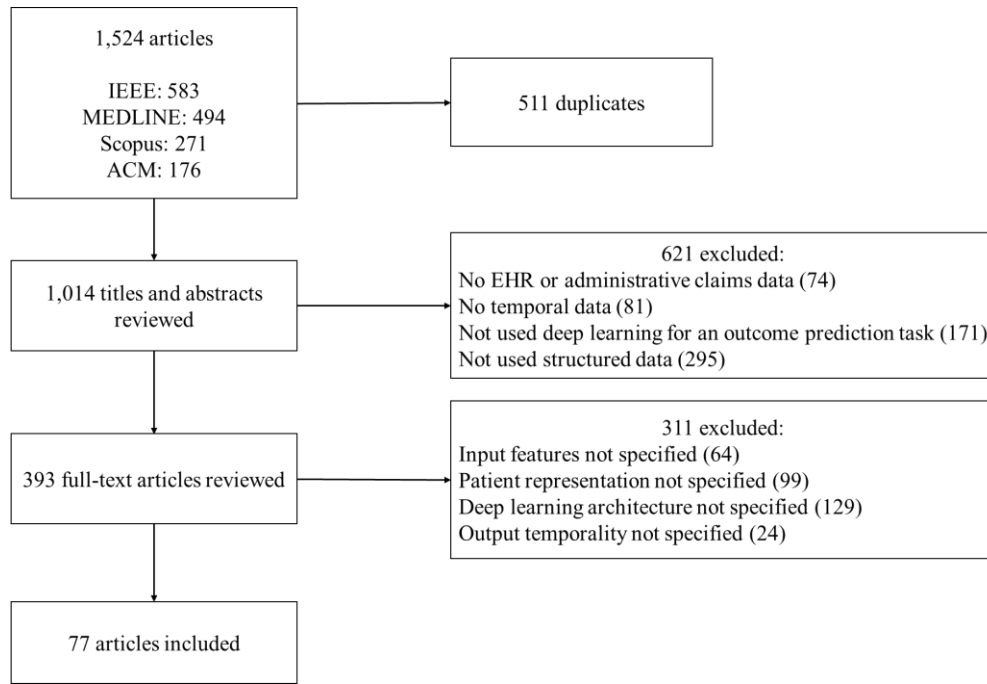 1,524 articles
IEEE: 583
MEDLINE: 494
Scopus: 271
ACM: 176
511 duplicates
1,014 titles and abstracts
reviewed
621 excluded:
No EHR or administrative claims data (74)
No temporal data (81)
Not used deep learning for an outcome prediction task (171)
Not used structured data (295)
393 full-text articles reviewed
311 excluded:
Input features not specified (64)
Patient representation not specified (99)
Deep learning architecture not specified (129)
Output temporality not specified (24)
77 articles included